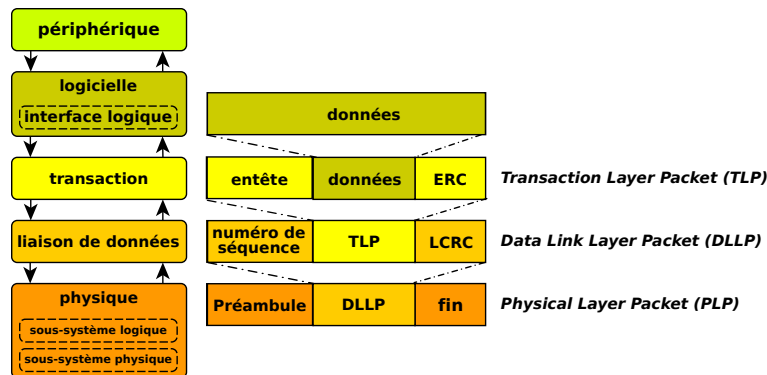 périphérique
logicielle
interface logique
données
transaction
entête
données
ERC
Transaction Layer Packet (TLP)
liaison de données
numéro de
séquence
TLP
LCRC
Data Link Layer Packet (DLLP)
physique
sous-système logique
sous-système physique
Préambule
DLLP
fin
Physical Layer Packet (PLP)